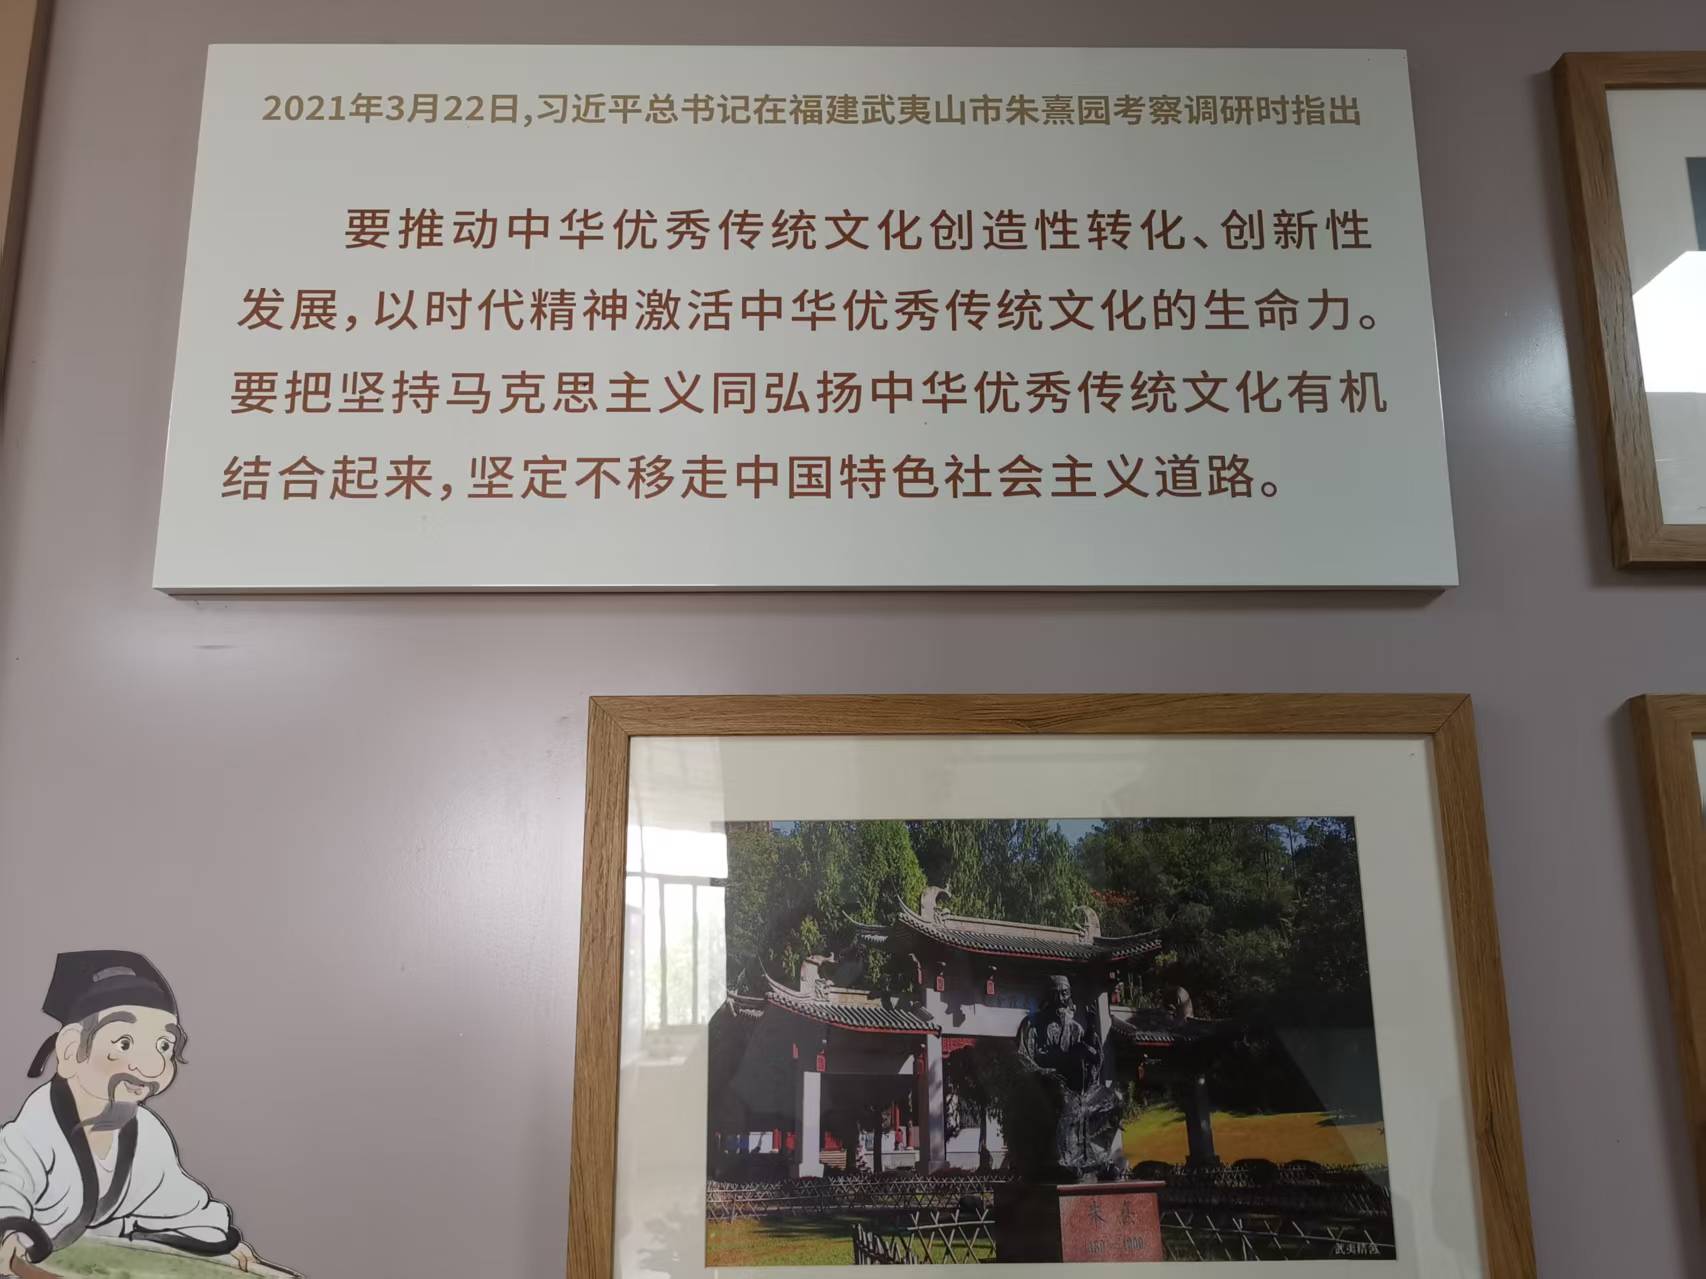 2021年3月22日,习近平总书记在福建武夷山市朱熹园考察调研时指出
要推动中华优秀传统文化创造性转化、创新性
发展，以时代精神激活中华优秀传统文化的生命力。
要把坚持马克思主义同弘扬中华优秀传统文化有机
结合起来，坚定不移走中国特色社会主义道路。
朱熹